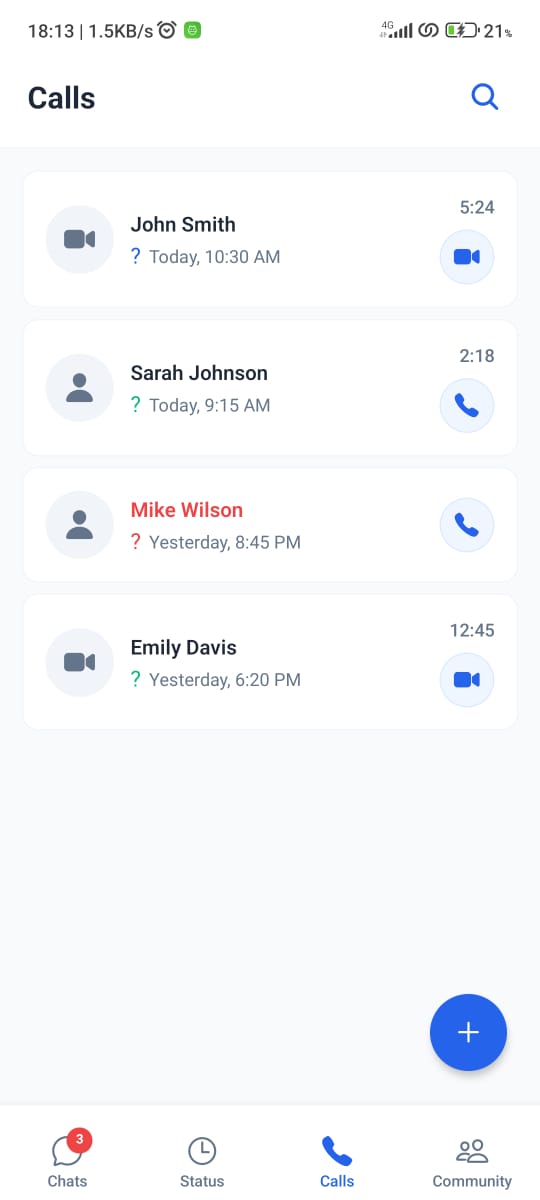 18:13 | 1.5KB/s
4G
21%
Calls
John Smith
5:24
? Today, 10:30 AM
Sarah Johnson
2:18
? Today, 9:15 AM
Mike Wilson
? Yesterday, 8:45 PM
Emily Davis
12:45
? Yesterday, 6:20 PM
+
3
Chats
Status
Calls
Community